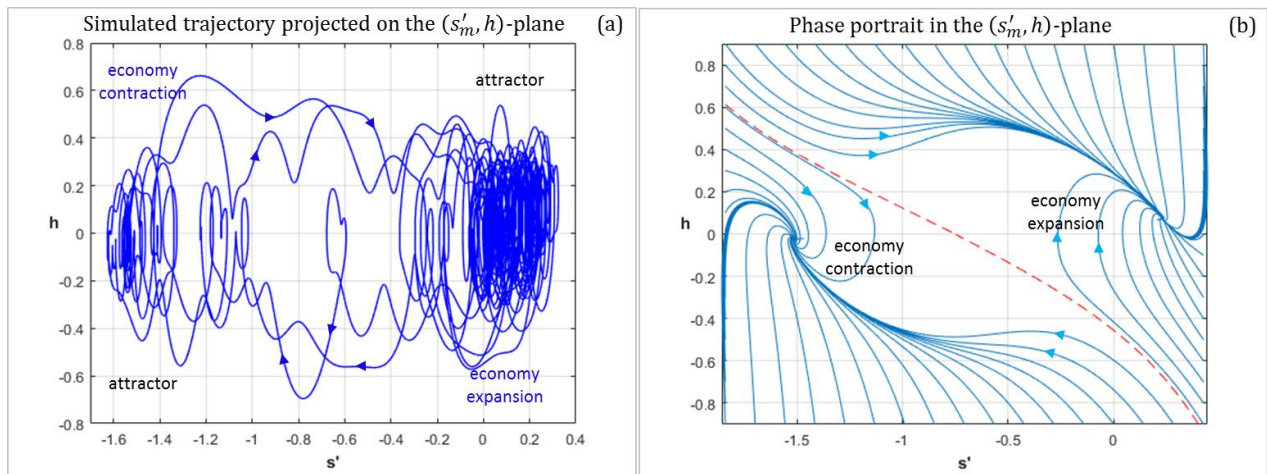 Simulated trajectory projected on the (s′ₘ, h)-plane (a)
economy
contraction
attractor
attractor
economy
expansion
0.8
0.6
0.4
0.2
0
-0.2
-0.4
-0.6
-0.8
h
-1.6 -1.4 -1.2 -1 -0.8 -0.6 -0.4 -0.2 0 0.2 0.4
s'
Phase portrait in the (s′ₘ, h)-plane (b)
economy
expansion
economy
contraction
0.8
0.6
0.4
0.2
0
-0.2
-0.4
-0.6
-0.8
h
-1.5 -1 -0.5 0
s'